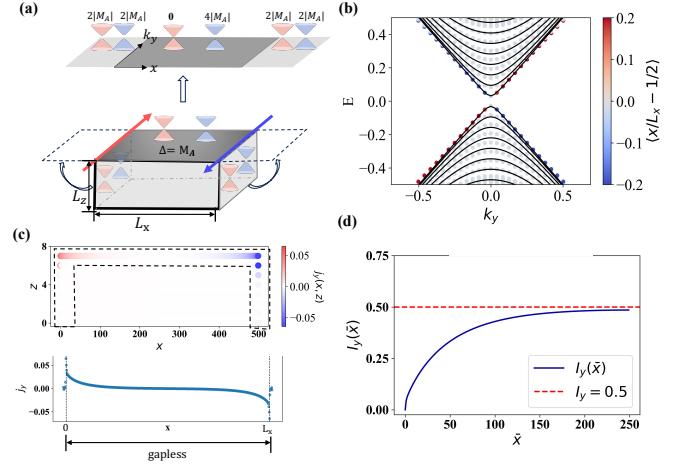 (a)
2|M_A| 2|M_A| 0 4|M_A| 2|M_A| 2|M_A|
k_y
x
Δ= M_A
L_z
L_x
(b)
0.4
0.2
0.0
−0.2
−0.4
E
−0.5 0.0 0.5
k_y
0.2
0.1
0.0
−0.1
−0.2
⟨x/L_x − 1/2⟩
(c)
8
4
0
z
0 100 200 300 400 500
x
0.05
0.00
−0.05
j_y(x, z)
0.05
0.00
−0.05
j_y
0 x L_x
gapless
(d)
0.75
0.50
0.25
0.00
I_y(x̄)
I_y(x̄)
I_y = 0.5
0 50 100 150 200 250
x̄